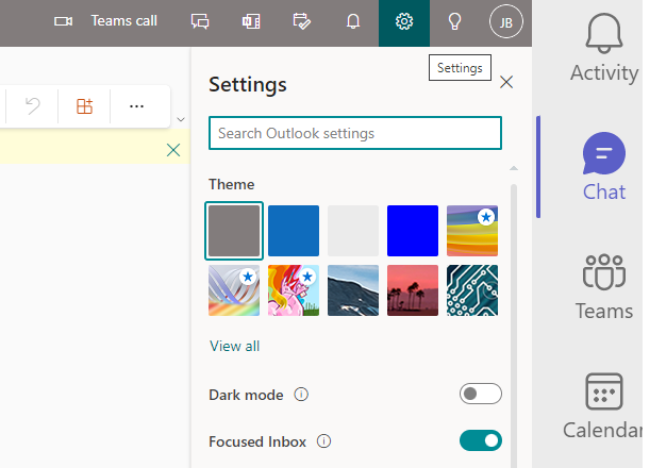 Teams call
JB
Settings
Settings
Search Outlook settings
Theme
View all
Dark mode
Focused Inbox
Activity
Chat
Teams
Calendar